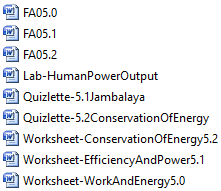 FA05.0
FA05.1
FA05.2
Lab-HumanPowerOutput
Quizlette-5.1Jambalaya
Quizlette-5.2ConservationOfEnergy
Worksheet-ConservationOfEnergy5.2
Worksheet-EfficiencyAndPower5.1
Worksheet-WorkAndEnergy5.0